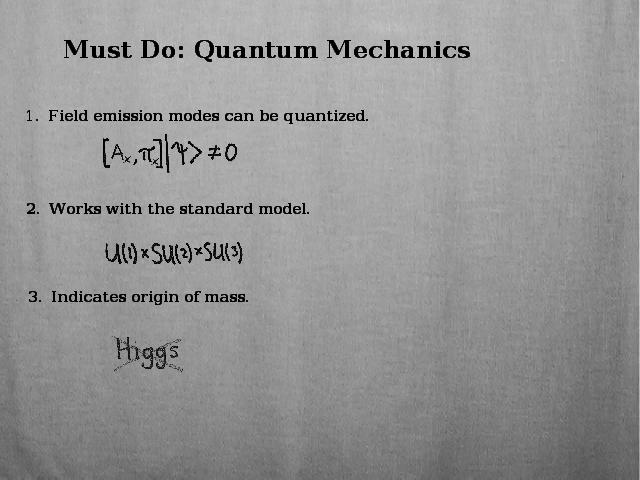 Must Do: Quantum Mechanics
1. Field emission modes can be quantized.
[Aₓ, πₓ]|Ψ> ≠ 0
2. Works with the standard model.
U(1)×SU(2)×SU(3)
3. Indicates origin of mass.
Higgs